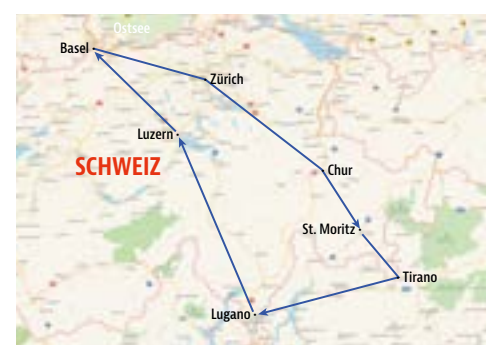 Ostsee
Basel
Zürich
Luzern
SCHWEIZ
Chur
St. Moritz
Tirano
Lugano